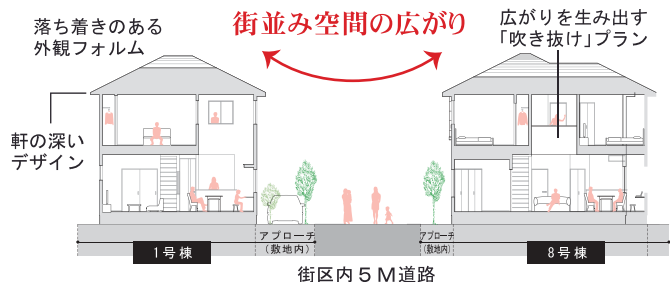 街並み空間の広がり
落ち着きのある
外観フォルム
広がりを生み出す
「吹き抜け」プラン
軒の深い
デザイン
アプローチ
（敷地内）
アプローチ
（敷地内）
1号棟
8号棟
街区内５Ｍ道路